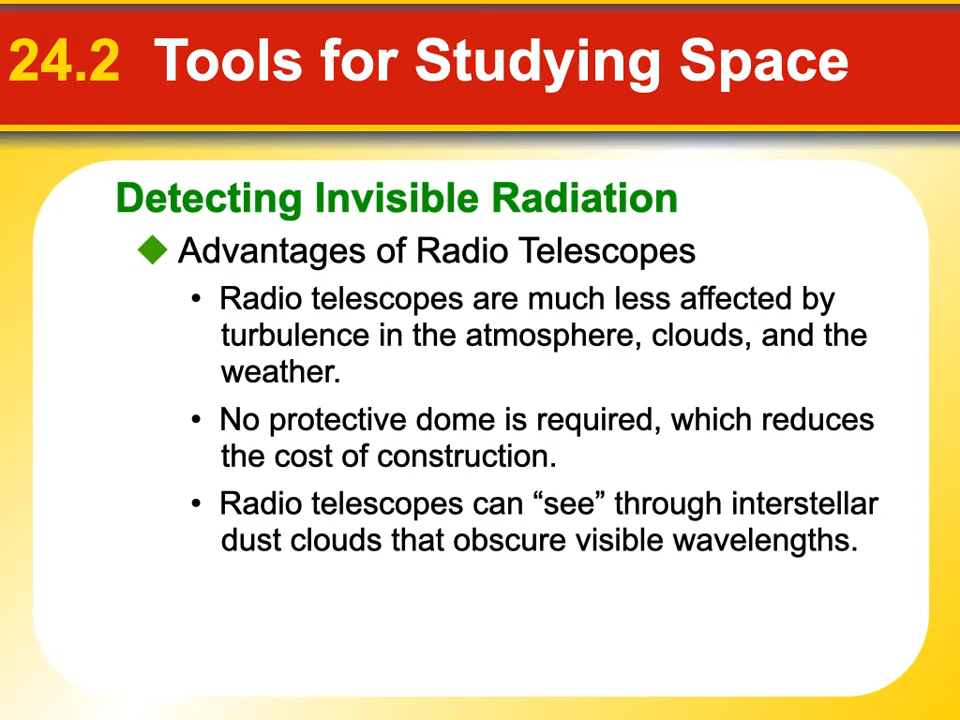 24.2 Tools for Studying Space
Detecting Invisible Radiation
Advantages of Radio Telescopes
• Radio telescopes are much less affected by
turbulence in the atmosphere, clouds, and the
weather.
• No protective dome is required, which reduces
the cost of construction.
• Radio telescopes can “see” through interstellar
dust clouds that obscure visible wavelengths.